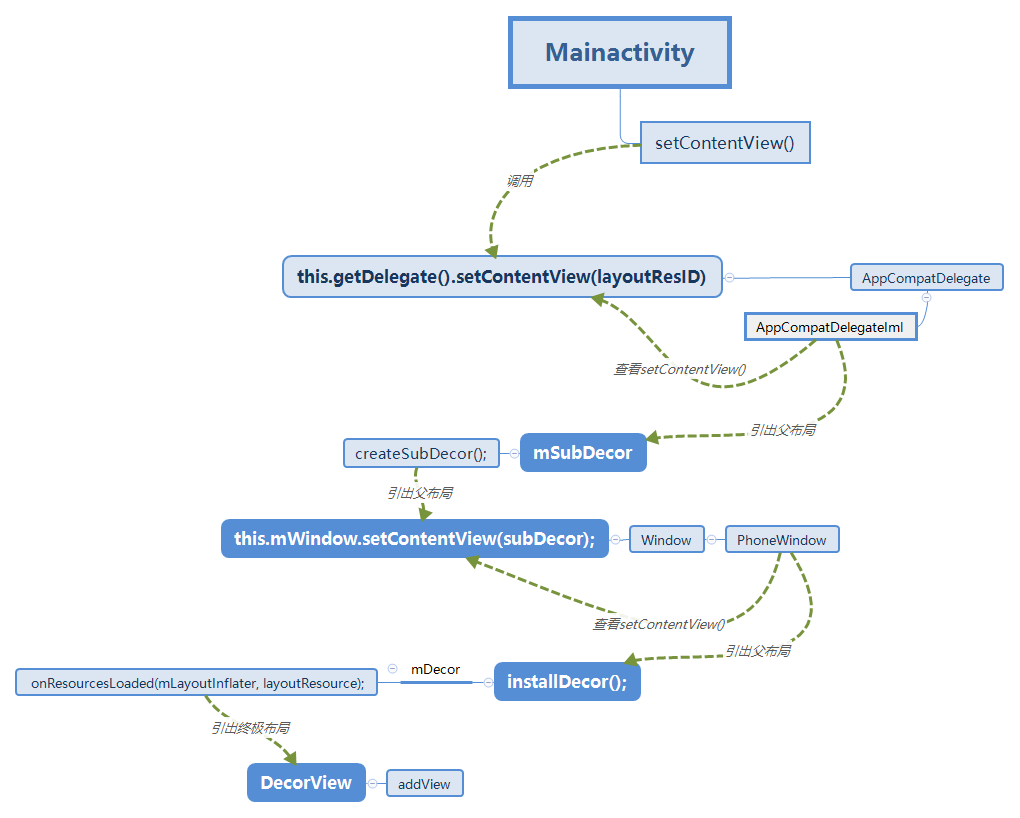 Mainactivity
setContentView()
调用
this.getDelegate().setContentView(layoutResID)
AppCompatDelegate
AppCompatDelegateIml
查看setContentView()
引出父布局
createSubDecor();
mSubDecor
引出父布局
this.mWindow.setContentView(subDecor);
Window
PhoneWindow
查看setContentView()
引出父布局
onResourcesLoaded(mLayoutInflater, layoutResource);
mDecor
installDecor();
引出终极布局
DecorView
addView